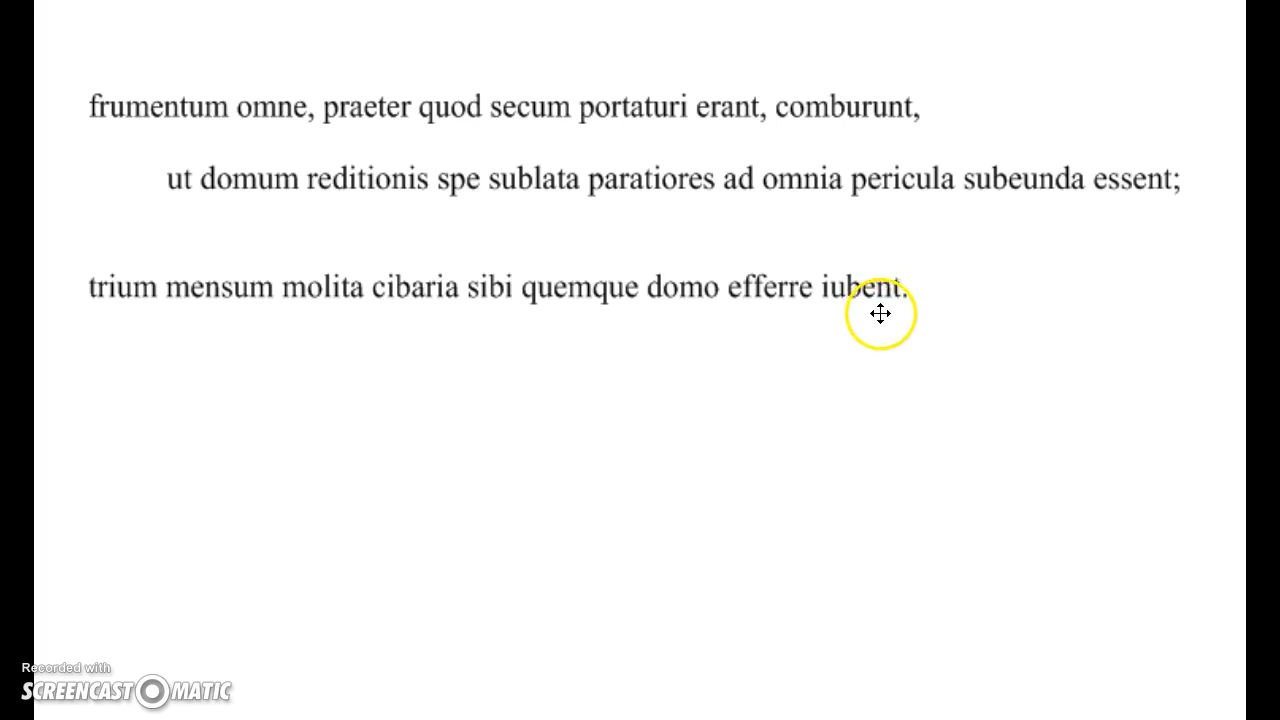 frumentum omne, praeter quod secum portaturi erant, comburunt,
ut domum reditionis spe sublata paratiores ad omnia pericula subeunda essent;
trium mensum molita cibaria sibi quemque domo efferre iubent.
Recorded with
SCREENCAST O MATIC